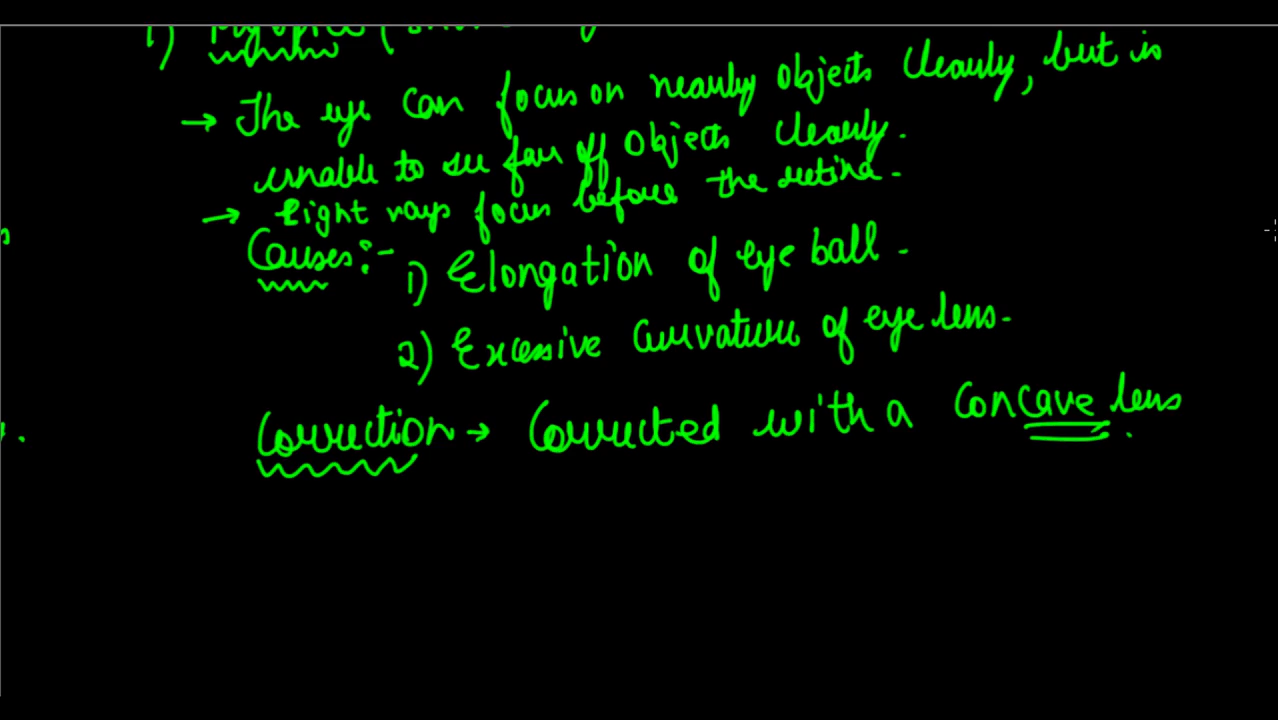 1) Myopia (
→ The eye can focus on nearby objects clearly, but is
unable to see far off objects clearly.
→ Light rays focus before the retina.
Causes:- 1) Elongation of eye ball.
2) Excessive curvature of eye lens.
Correction → Corrected with a concave lens.